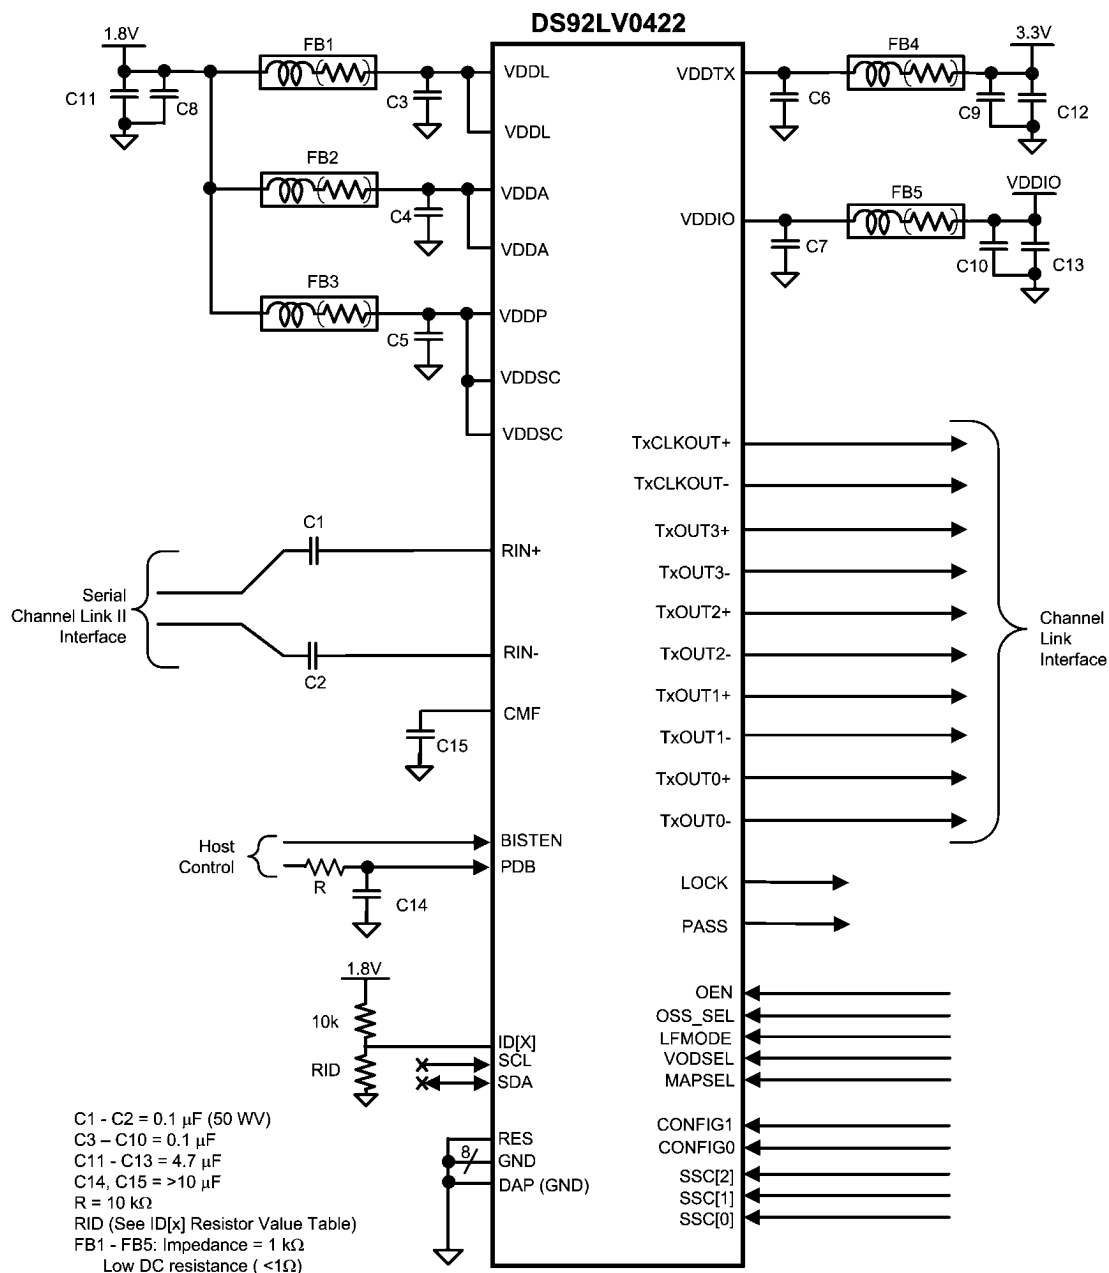 DS92LV0422
1.8V
FB1
C11
C8
C3
VDDL
VDDL
FB2
C4
VDDA
VDDA
FB3
C5
VDDP
VDDSC
VDDSC
3.3V
VDDTX
FB4
C6
C9
C12
VDDIO
VDDIO
FB5
C7
C10
C13
Serial
Channel Link II
Interface
C1
RIN+
C2
RIN-
CMF
C15
TxCLKOUT+
TxCLKOUT-
TxOUT3+
TxOUT3-
TxOUT2+
TxOUT2-
TxOUT1+
TxOUT1-
TxOUT0+
TxOUT0-
Channel
Link
Interface
Host
Control
BISTEN
PDB
R
C14
LOCK
PASS
1.8V
10k
RID
ID[X]
SCL
SDA
OEN
OSS_SEL
LFMODE
VODSEL
MAPSEL
CONFIG1
CONFIG0
SSC[2]
SSC[1]
SSC[0]
RES
8
GND
DAP (GND)
C1 - C2 = 0.1 μF (50 WV)
C3 – C10 = 0.1 μF
C11 - C13 = 4.7 μF
C14, C15 = >10 μF
R = 10 kΩ
RID (See ID[x] Resistor Value Table)
FB1 - FB5: Impedance = 1 kΩ
Low DC resistance ( <1Ω)